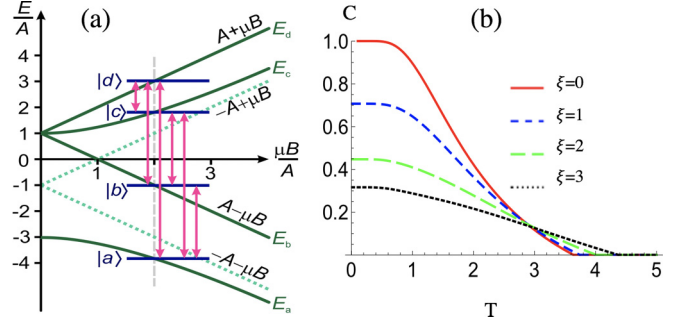 E/A
(a)
A+μB
E_d
4
3
|d⟩
E_c
2
|c⟩
−A+μB
1
0
1
3
μB/A
-1
|b⟩
A−μB
-2
E_b
-3
−A−μB
-4
|a⟩
E_a
C
(b)
1.0
0.8
0.6
0.4
0.2
0
1
2
3
4
5
T
ξ=0
ξ=1
ξ=2
ξ=3